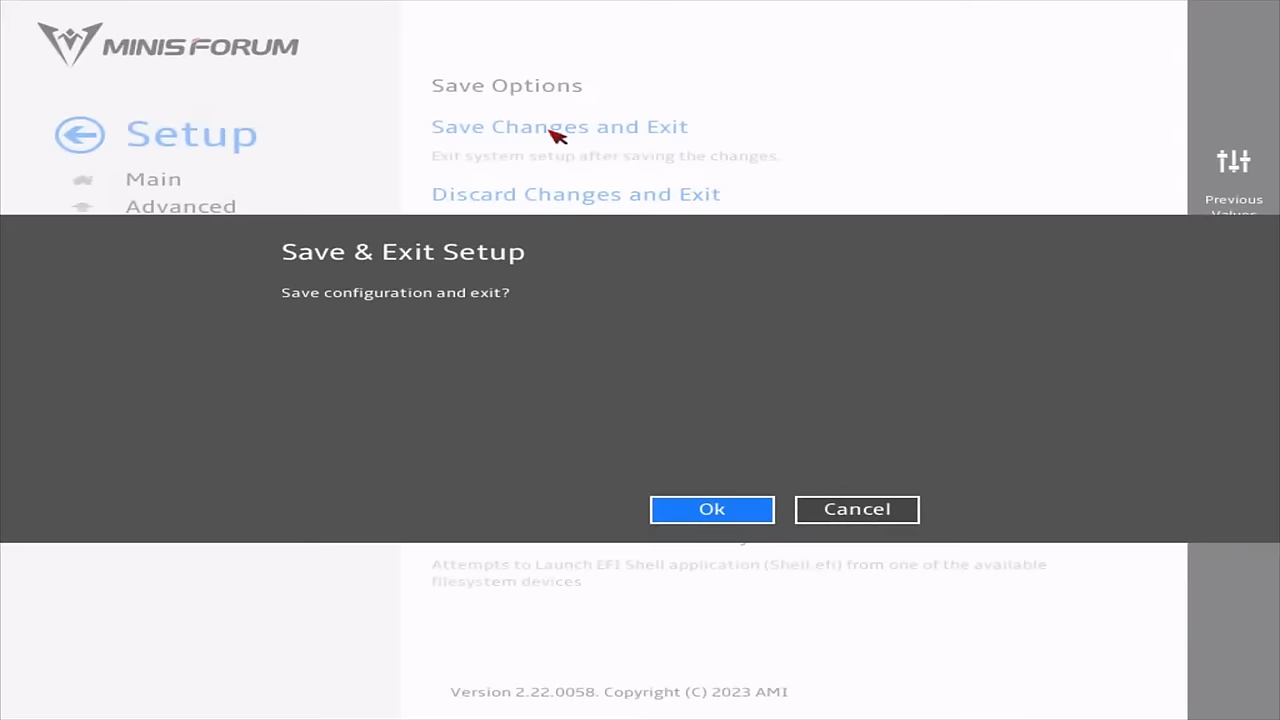 MINISFORUM
Save Options
Setup
Save Changes and Exit
Exit system setup after saving the changes.
Main
Discard Changes and Exit
Advanced
Previous
Values
Save & Exit Setup
Save configuration and exit?
Ok
Cancel
Attempts to Launch EFI Shell application (Shell.efi) from one of the available
filesystem devices
Version 2.22.0058. Copyright (C) 2023 AMI